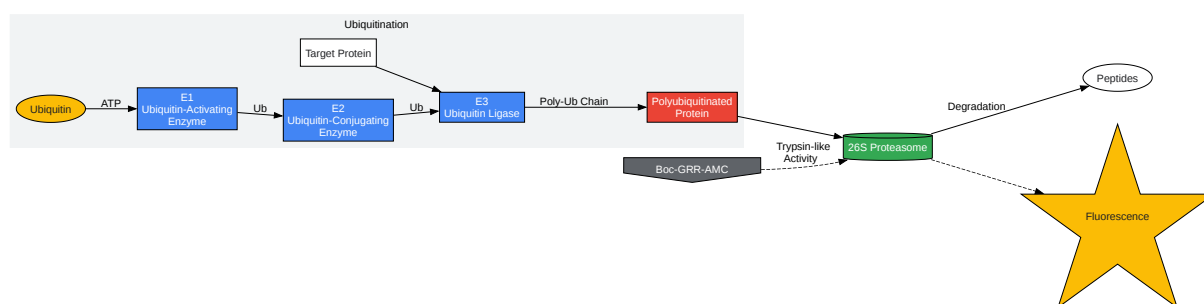 Ubiquitination
Target Protein
Ubiquitin
ATP
E1
Ubiquitin-Activating
Enzyme
Ub
E2
Ubiquitin-Conjugating
Enzyme
Ub
E3
Ubiquitin Ligase
Poly-Ub Chain
Polyubiquitinated
Protein
Boc-GRR-AMC
Trypsin-like
Activity
26S Proteasome
Degradation
Peptides
Fluorescence